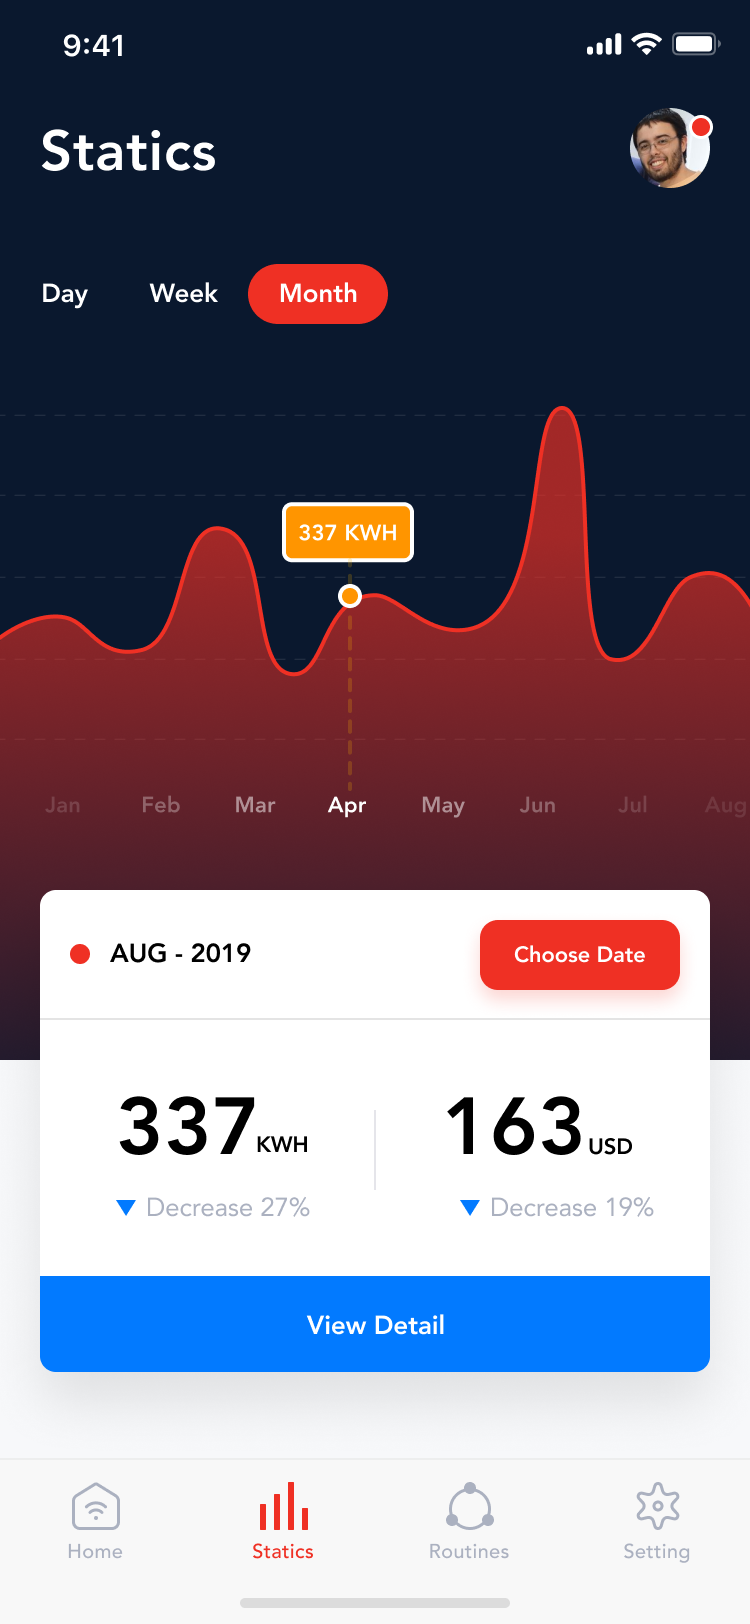 9:41
Statics
Day Week Month
337 KWH
Jan Feb Mar Apr May Jun Jul Aug
AUG - 2019 Choose Date
337 KWH 163 USD
Decrease 27% Decrease 19%
View Detail
Home Statics Routines Setting